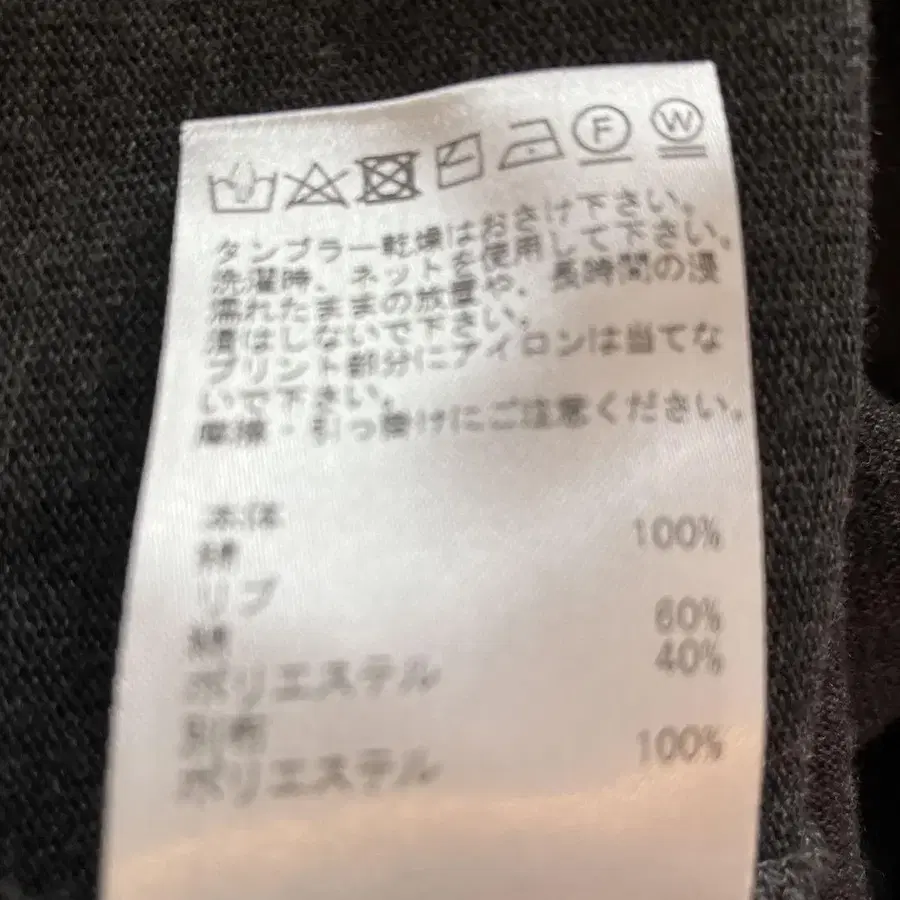 F W
タンブラー乾燥はおさけ下さい。
洗濯時、ネットを使用して下さい。
濡れたままの放置や、長時間の浸
漬はしないで下さい。
プリント部分にアイロンは当てな
いで下さい。
摩擦・引っ掛けにご注意ください。
本体
綿 100%
リブ
綿 60%
ポリエステル 40%
別布
ポリエステル 100%